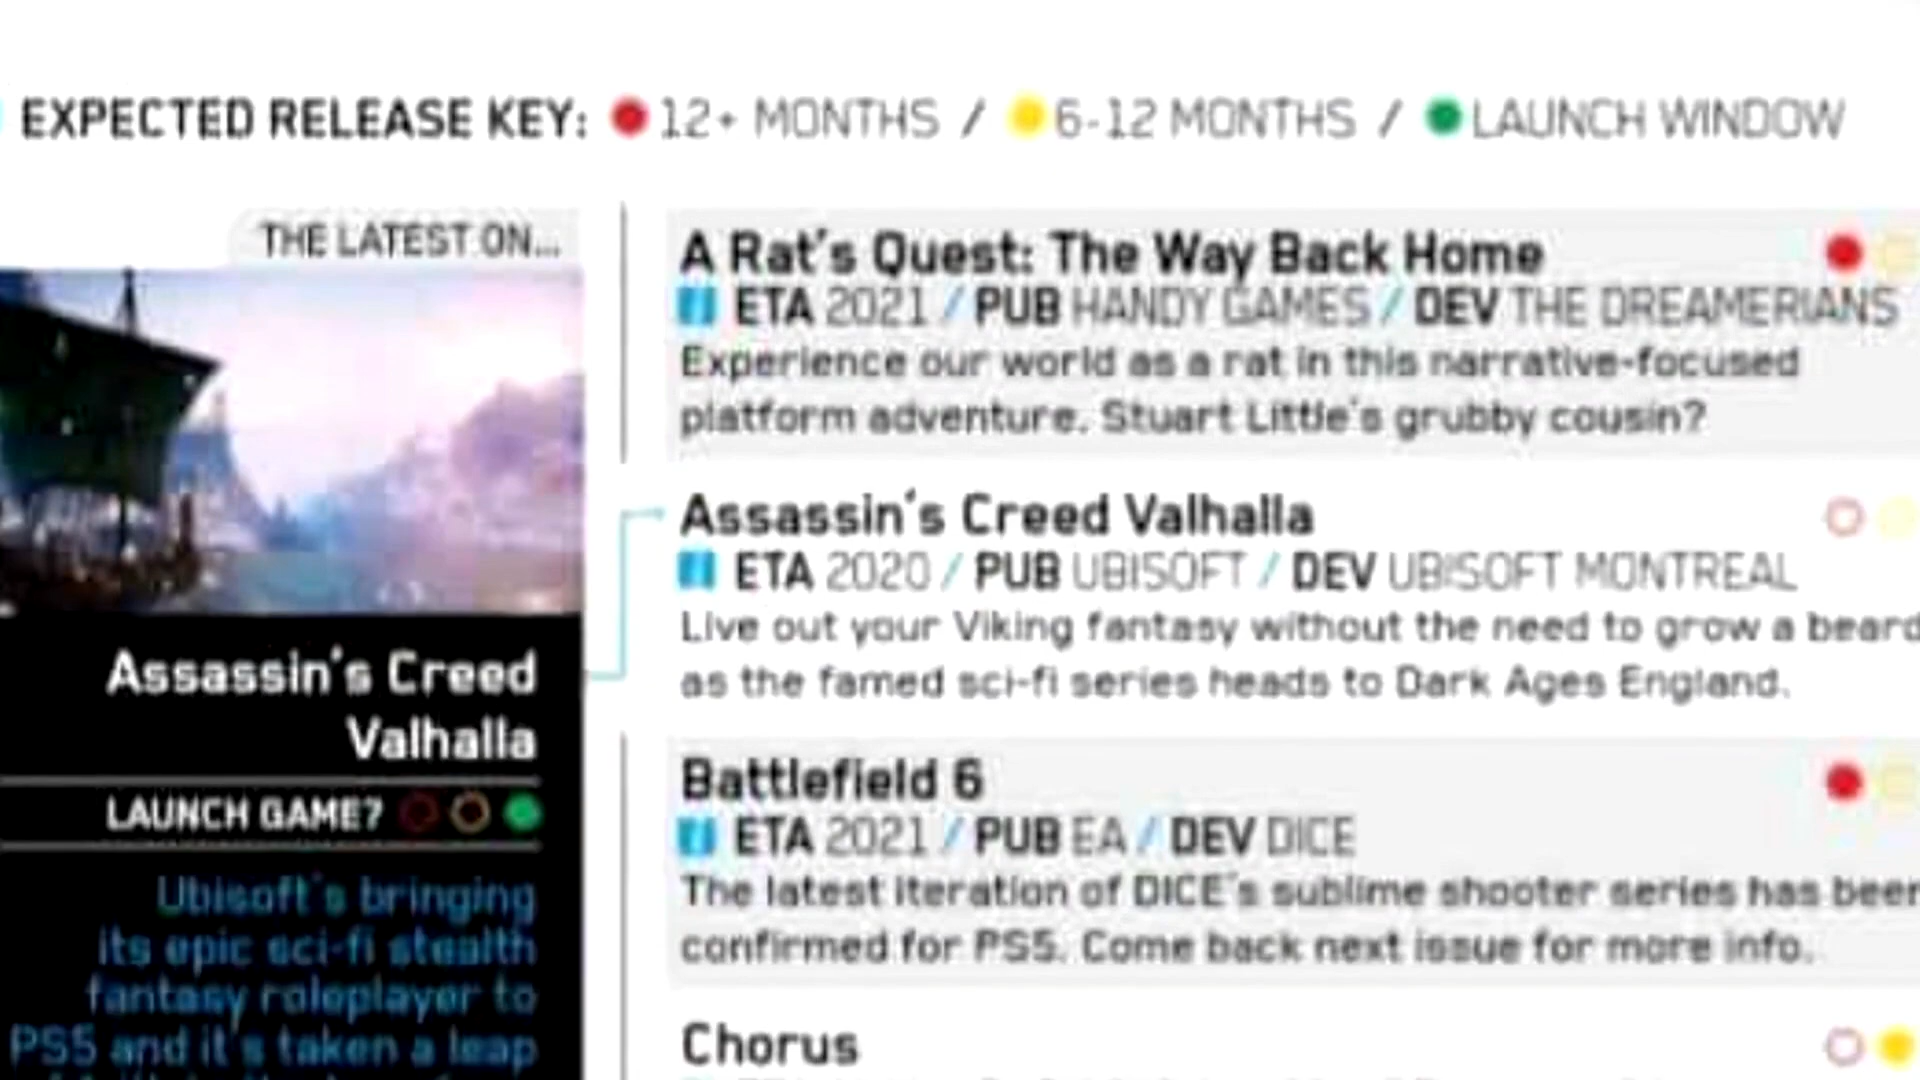 EXPECTED RELEASE KEY: 12+ MONTHS / 6-12 MONTHS / LAUNCH WINDOW
THE LATEST ON...
Assassin's Creed
Valhalla
LAUNCH GAME?
Ubisoft's bringing
its epic sci-fi stealth
fantasy roleplayer to
PS5 and it's taken a leap
A Rat's Quest: The Way Back Home
ETA 2021 / PUB HANDY GAMES / DEV THE DREAMERIANS
Experience our world as a rat in this narrative-focused
platform adventure. Stuart Little's grubby cousin?
Assassin's Creed Valhalla
ETA 2020 / PUB UBISOFT / DEV UBISOFT MONTREAL
Live out your Viking fantasy without the need to grow a beard
as the famed sci-fi series heads to Dark Ages England.
Battlefield 6
ETA 2021 / PUB EA / DEV DICE
The latest iteration of DICE's sublime shooter series has been
confirmed for PS5. Come back next issue for more info.
Chorus